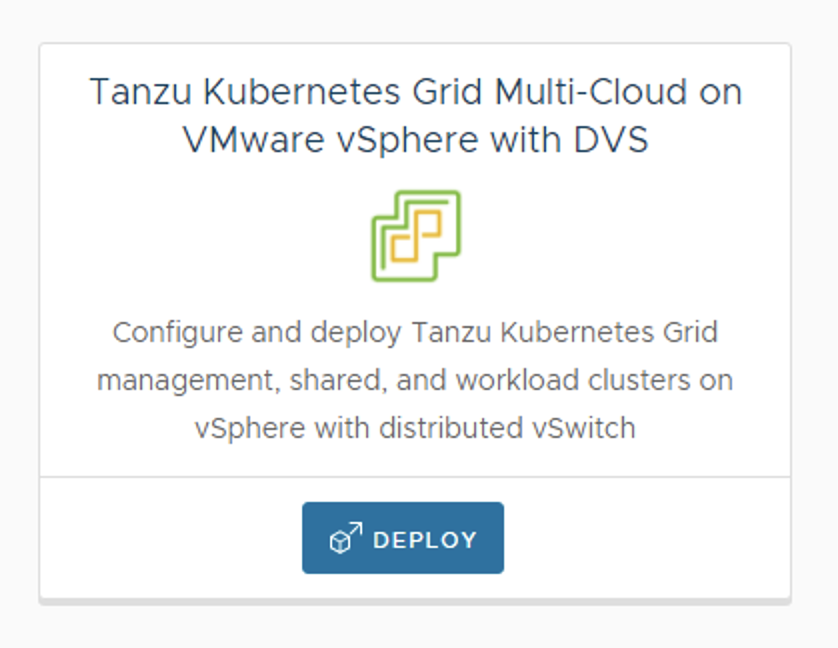 Tanzu Kubernetes Grid Multi-Cloud on
VMware vSphere with DVS
Configure and deploy Tanzu Kubernetes Grid
management, shared, and workload clusters on
vSphere with distributed vSwitch
DEPLOY